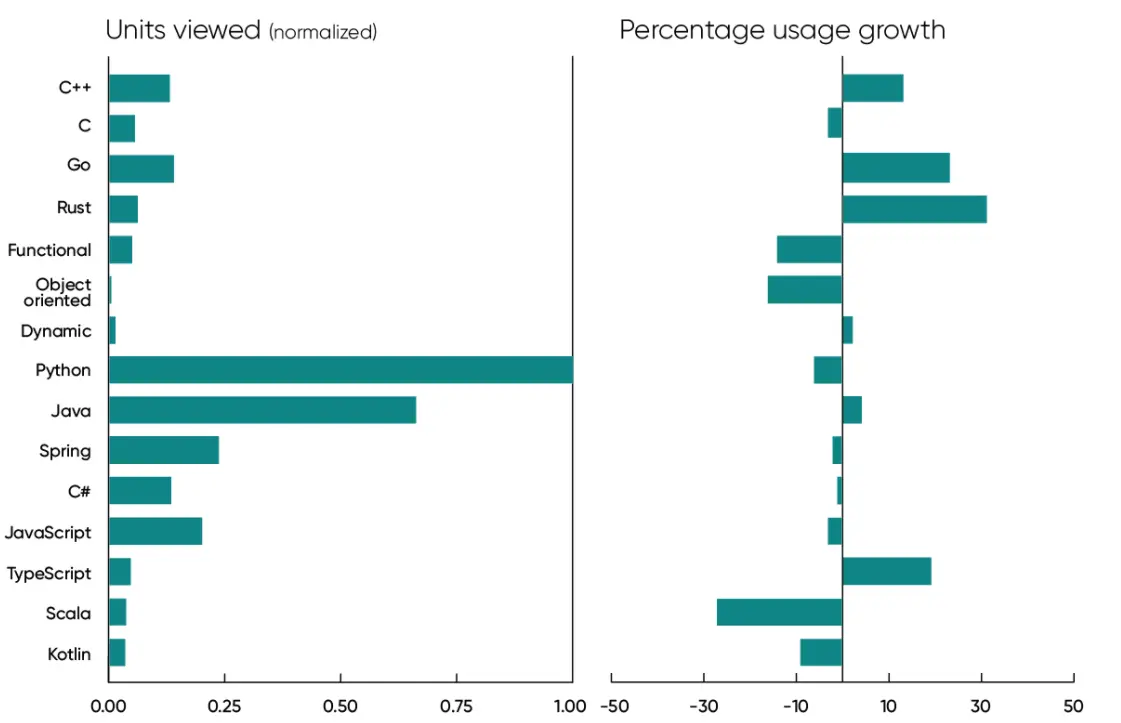 Units viewed (normalized)
Percentage usage growth
C++
C
Go
Rust
Functional
Object
oriented
Dynamic
Python
Java
Spring
C#
JavaScript
TypeScript
Scala
Kotlin
0.00 0.25 0.50 0.75 1.00
-50 -30 -10 10 30 50